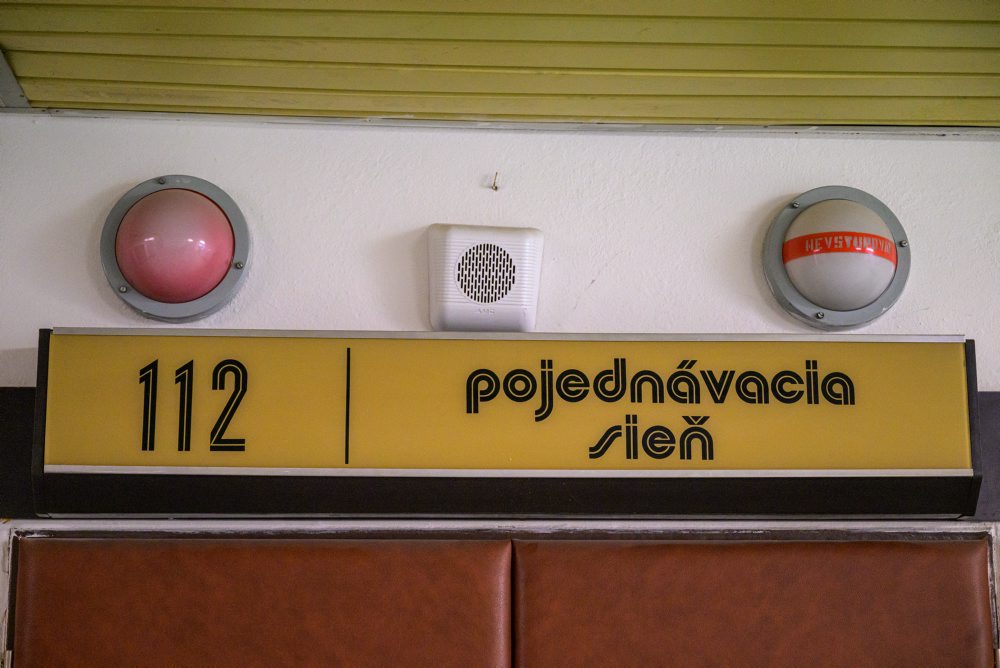 NEVSTUPOVAŤ
112
pojednávacia
sieň